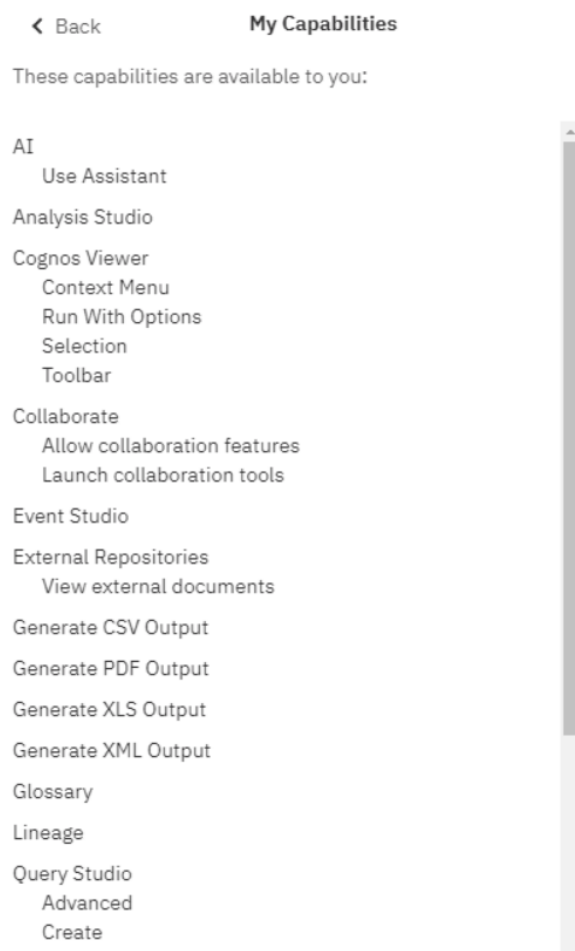 Back
My Capabilities
These capabilities are available to you:
AI
Use Assistant
Analysis Studio
Cognos Viewer
Context Menu
Run With Options
Selection
Toolbar
Collaborate
Allow collaboration features
Launch collaboration tools
Event Studio
External Repositories
View external documents
Generate CSV Output
Generate PDF Output
Generate XLS Output
Generate XML Output
Glossary
Lineage
Query Studio
Advanced
Create